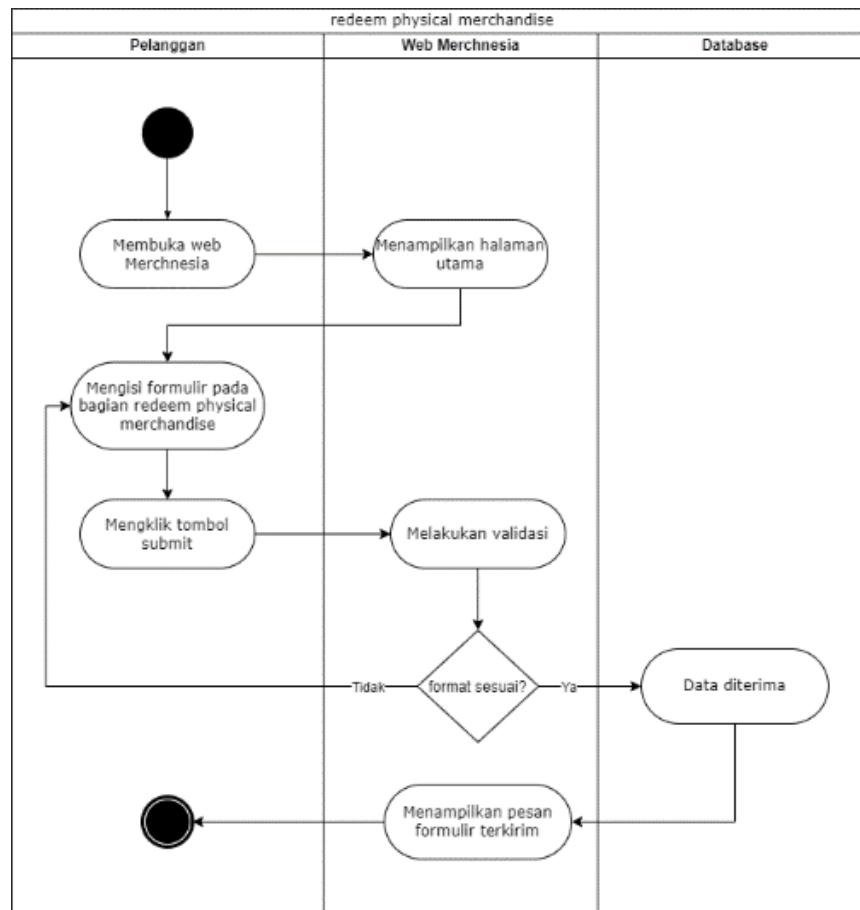 redeem physical merchandise
Pelanggan
Web Merchnesia
Database
Membuka web
Merchnesia
Menampilkan halaman
utama
Mengisi formulir pada
bagian redeem physical
merchandise
Mengklik tombol
submit
Melakukan validasi
Tidak
format sesuai?
Ya
Data diterima
Menampilkan pesan
formulir terkirim